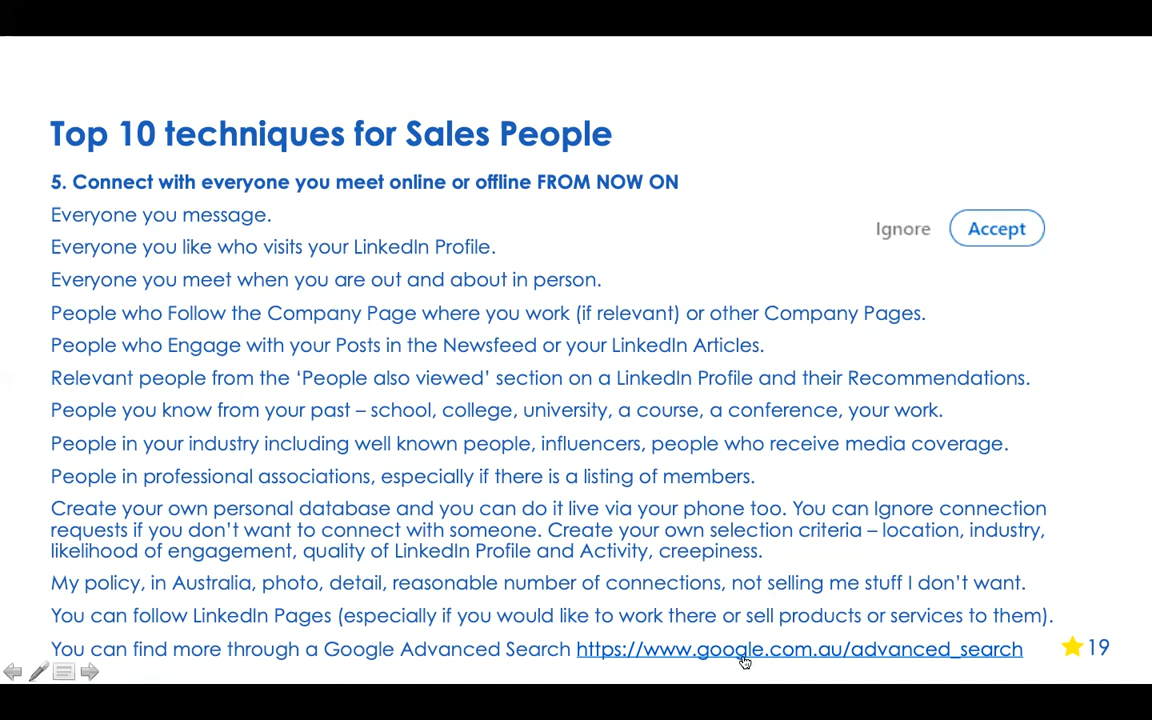 Top 10 techniques for Sales People
5. Connect with everyone you meet online or offline FROM NOW ON
Everyone you message.
Ignore
Accept
Everyone you like who visits your LinkedIn Profile.
Everyone you meet when you are out and about in person.
People who Follow the Company Page where you work (if relevant) or other Company Pages.
People who Engage with your Posts in the Newsfeed or your LinkedIn Articles.
Relevant people from the ‘People also viewed’ section on a LinkedIn Profile and their Recommendations.
People you know from your past – school, college, university, a course, a conference, your work.
People in your industry including well known people, influencers, people who receive media coverage.
People in professional associations, especially if there is a listing of members.
Create your own personal database and you can do it live via your phone too. You can Ignore connection
requests if you don’t want to connect with someone. Create your own selection criteria – location, industry,
likelihood of engagement, quality of LinkedIn Profile and Activity, creepiness.
My policy, in Australia, photo, detail, reasonable number of connections, not selling me stuff I don’t want.
You can follow LinkedIn Pages (especially if you would like to work there or sell products or services to them).
You can find more through a Google Advanced Search https://www.google.com.au/advanced_search
19